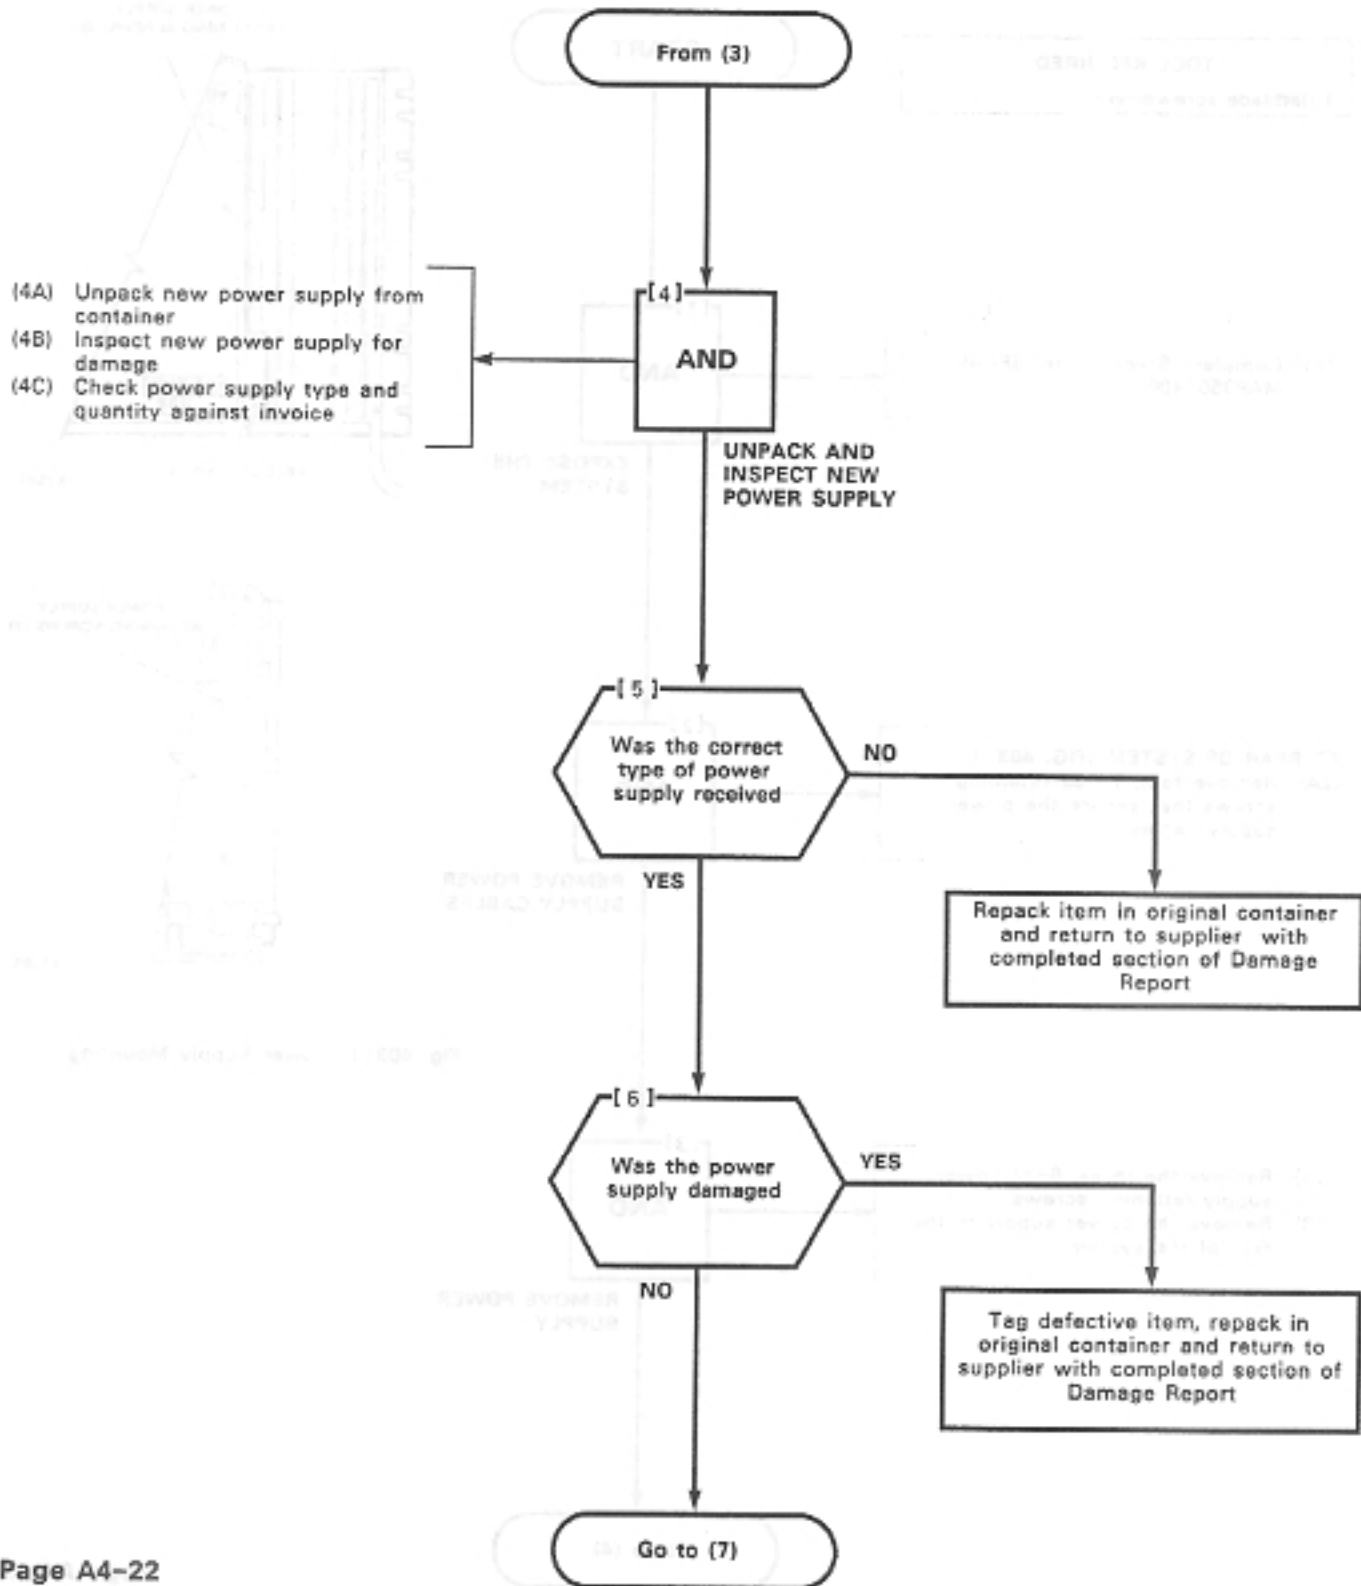 From (3)
(4A) Unpack new power supply from
container
(4B) Inspect new power supply for
damage
(4C) Check power supply type and
quantity against invoice
[4]
AND
UNPACK AND
INSPECT NEW
POWER SUPPLY
[5]
Was the correct
type of power
supply received
NO
YES
Repack item in original container
and return to supplier with
completed section of Damage
Report
[6]
Was the power
supply damaged
YES
NO
Tag defective item, repack in
original container and return to
supplier with completed section of
Damage Report
Go to (7)
Page A4-22